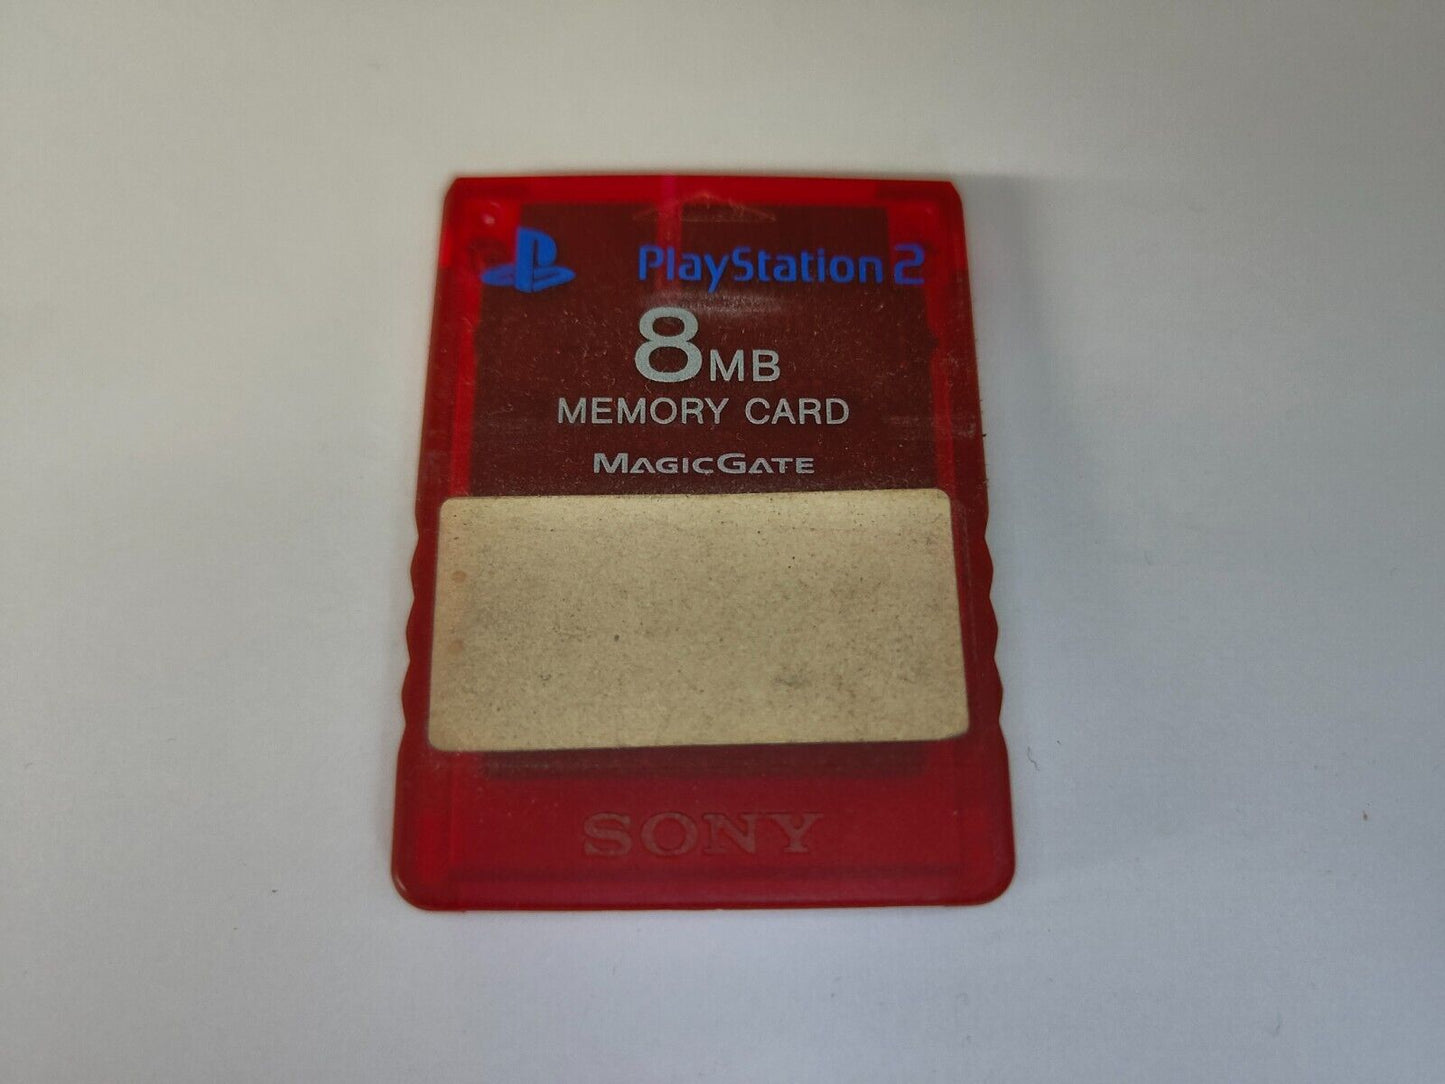 PlayStation 2
8MB
MEMORY CARD
MAGICGATE
SONY